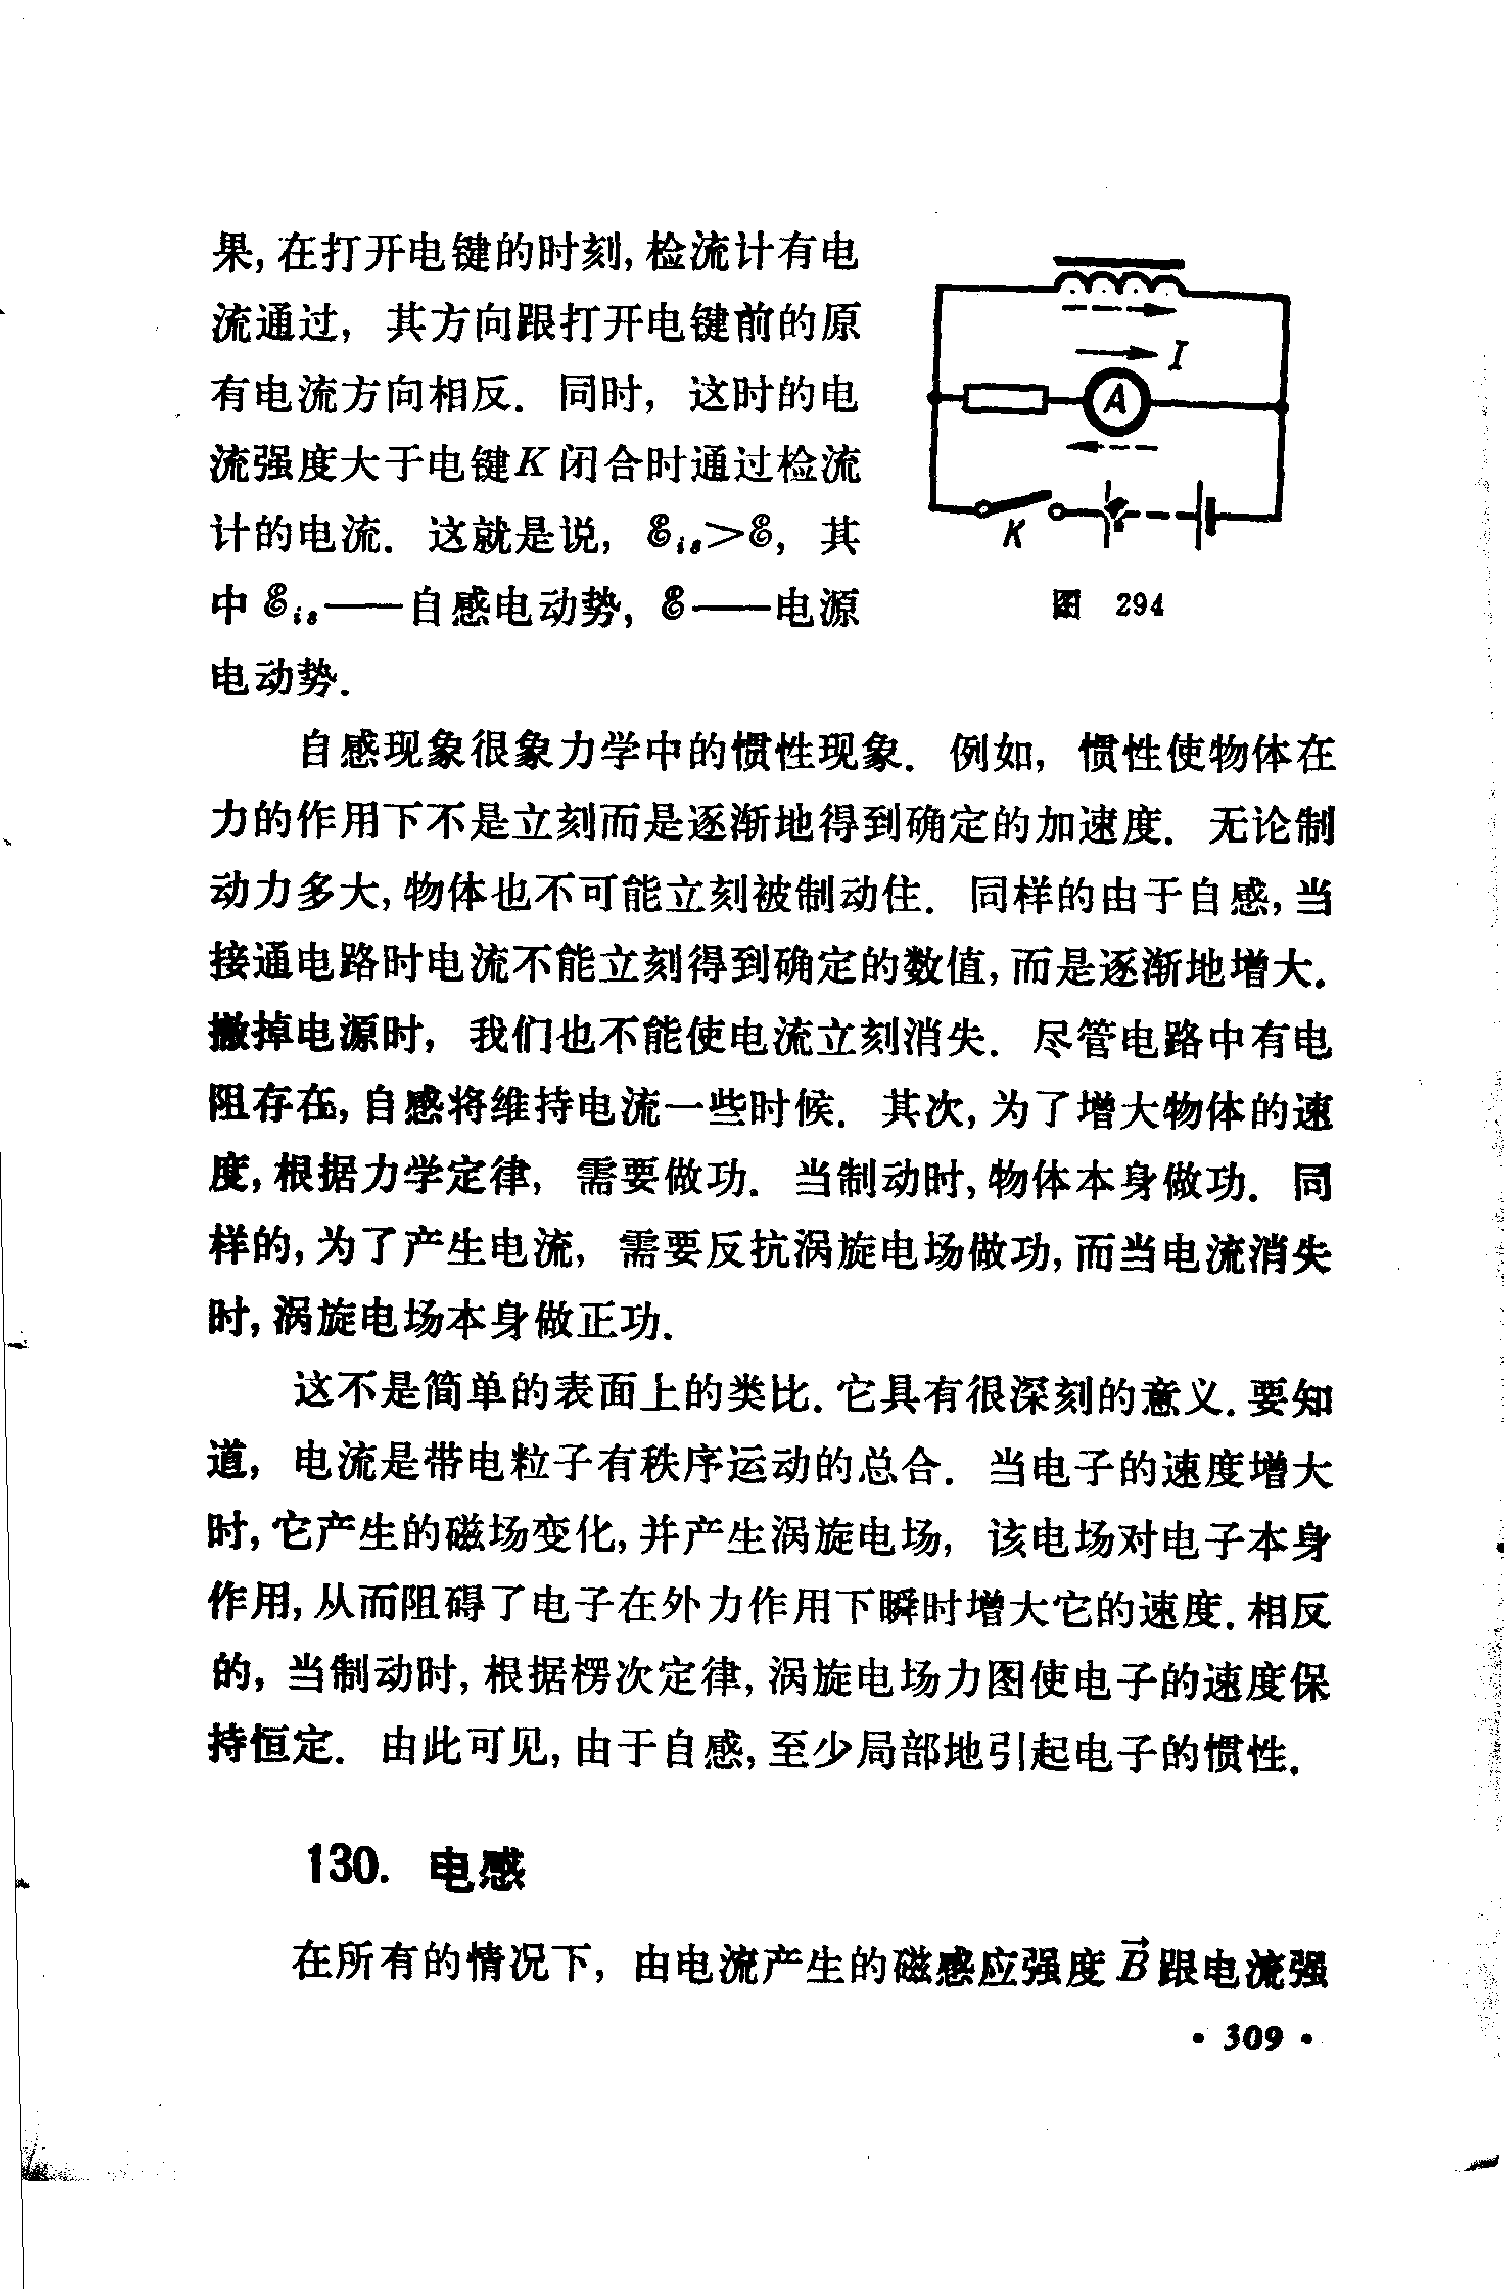 果,在打开电键的时刻,检流计有电
流通过, 其方向跟打开电键前的原
有电流方向相反. 同时, 这时的电
流强度大于电键K闭合时通过检流
计的电流. 这就是说, ℰis>ℰ, 其
中ℰis——自感电动势, ℰ——电源
电动势.
I
A
K
图 294
自感现象很象力学中的惯性现象. 例如, 惯性使物体在
力的作用下不是立刻而是逐渐地得到确定的加速度. 无论制
动力多大,物体也不可能立刻被制动住. 同样的由于自感,当
接通电路时电流不能立刻得到确定的数值,而是逐渐地增大.
撤掉电源时, 我们也不能使电流立刻消失. 尽管电路中有电
阻存在,自感将维持电流一些时候. 其次,为了增大物体的速
度,根据力学定律, 需要做功. 当制动时,物体本身做功. 同
样的,为了产生电流, 需要反抗涡旋电场做功,而当电流消失
时,涡旋电场本身做正功.
这不是简单的表面上的类比.它具有很深刻的意义.要知
道, 电流是带电粒子有秩序运动的总合. 当电子的速度增大
时,它产生的磁场变化,并产生涡旋电场, 该电场对电子本身
作用,从而阻碍了电子在外力作用下瞬时增大它的速度.相反
的, 当制动时,根据楞次定律,涡旋电场力图使电子的速度保
持恒定. 由此可见,由于自感,至少局部地引起电子的惯性.
130. 电感
在所有的情况下, 由电流产生的磁感应强度B⃗跟电流强
· 309 ·